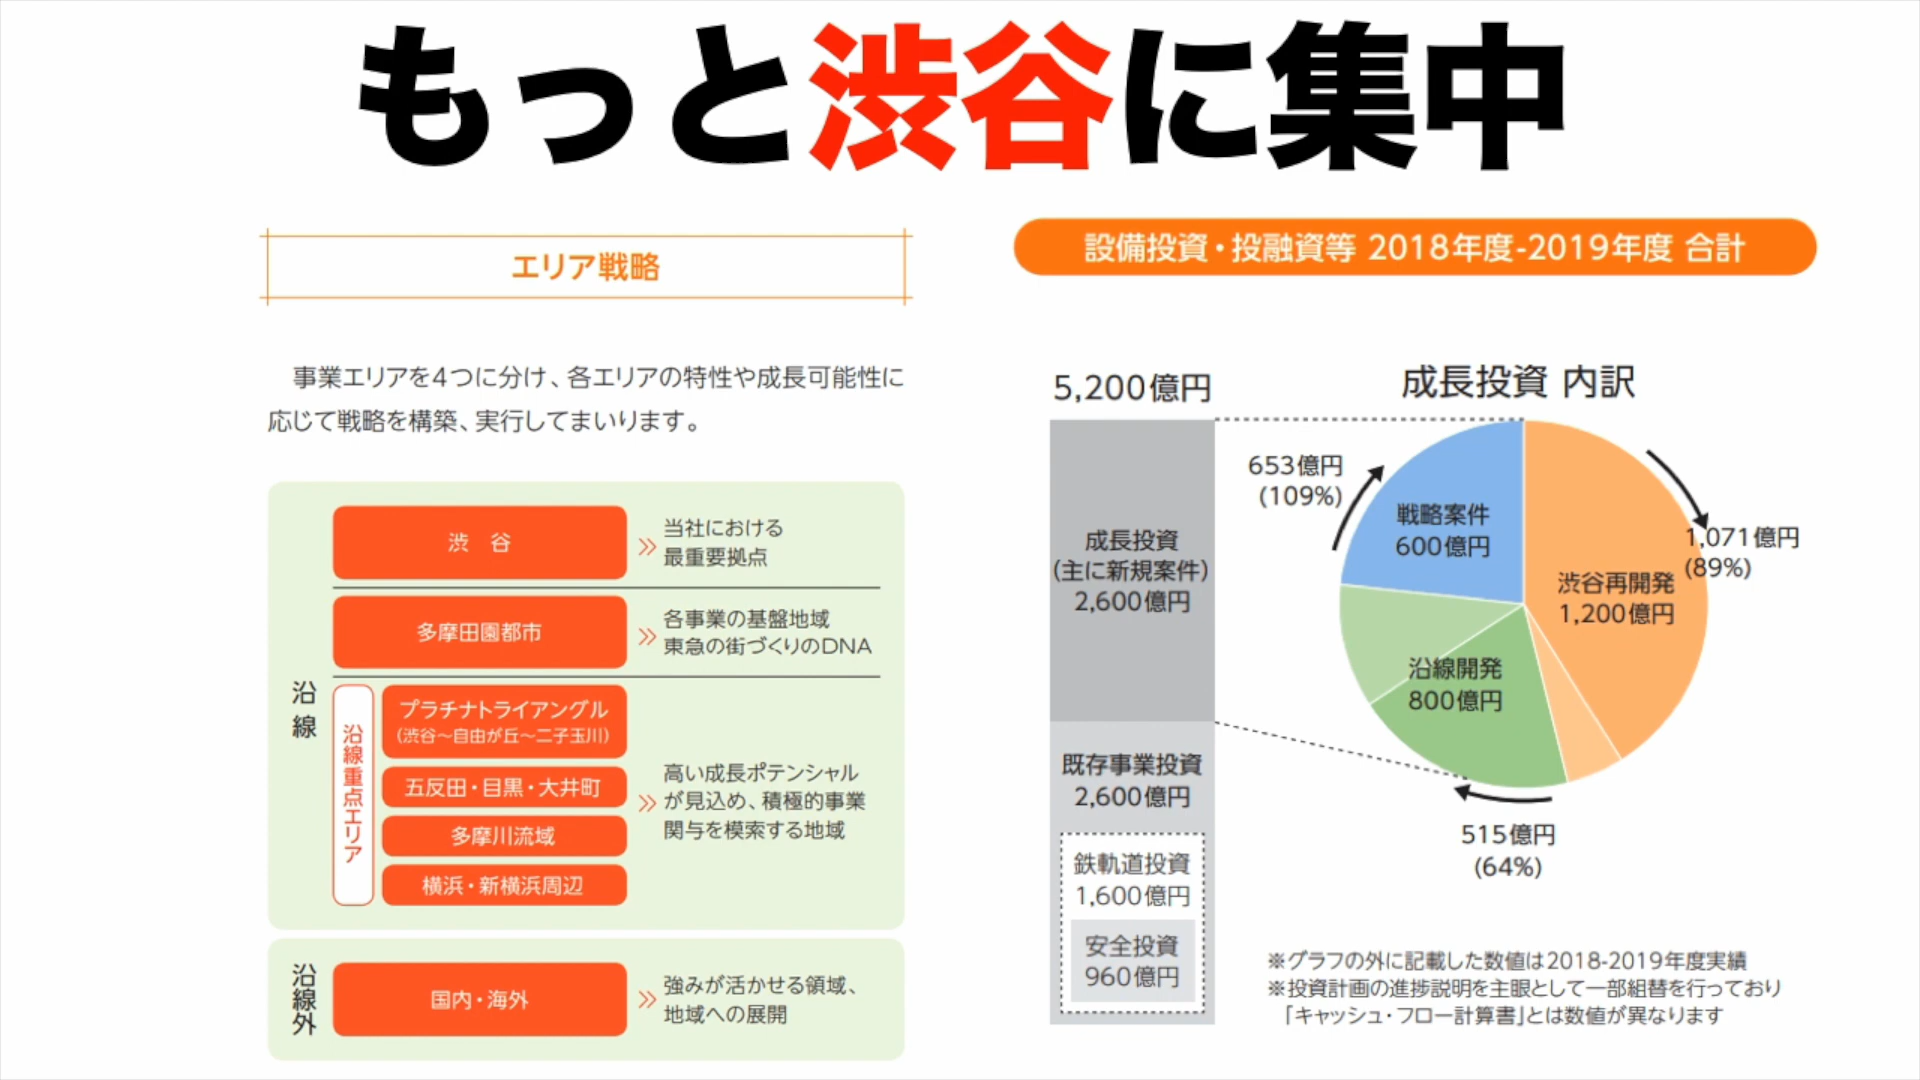 もっと渋谷に集中
エリア戦略
事業エリアを4つに分け、各エリアの特性や成長可能性に
応じて戦略を構築、実行してまいります。
沿線
渋 谷
当社における
最重要拠点
多摩田園都市
各事業の基盤地域
東急の街づくりのDNA
沿線重点エリア
プラチナトライアングル
(渋谷～自由が丘～二子玉川)
五反田・目黒・大井町
多摩川流域
横浜・新横浜周辺
高い成長ポテンシャル
が見込め、積極的事業
関与を模索する地域
沿線外
国内・海外
強みが活かせる領域、
地域への展開
設備投資・投融資等 2018年度-2019年度 合計
5,200億円
成長投資
(主に新規案件)
2,600億円
既存事業投資
2,600億円
鉄軌道投資
1,600億円
安全投資
960億円
成長投資 内訳
653億円
(109%)
戦略案件
600億円
1,071億円
(89%)
渋谷再開発
1,200億円
沿線開発
800億円
515億円
(64%)
※グラフの外に記載した数値は2018-2019年度実績
※投資計画の進捗説明を主眼として一部組替を行っており
「キャッシュ・フロー計算書」とは数値が異なります